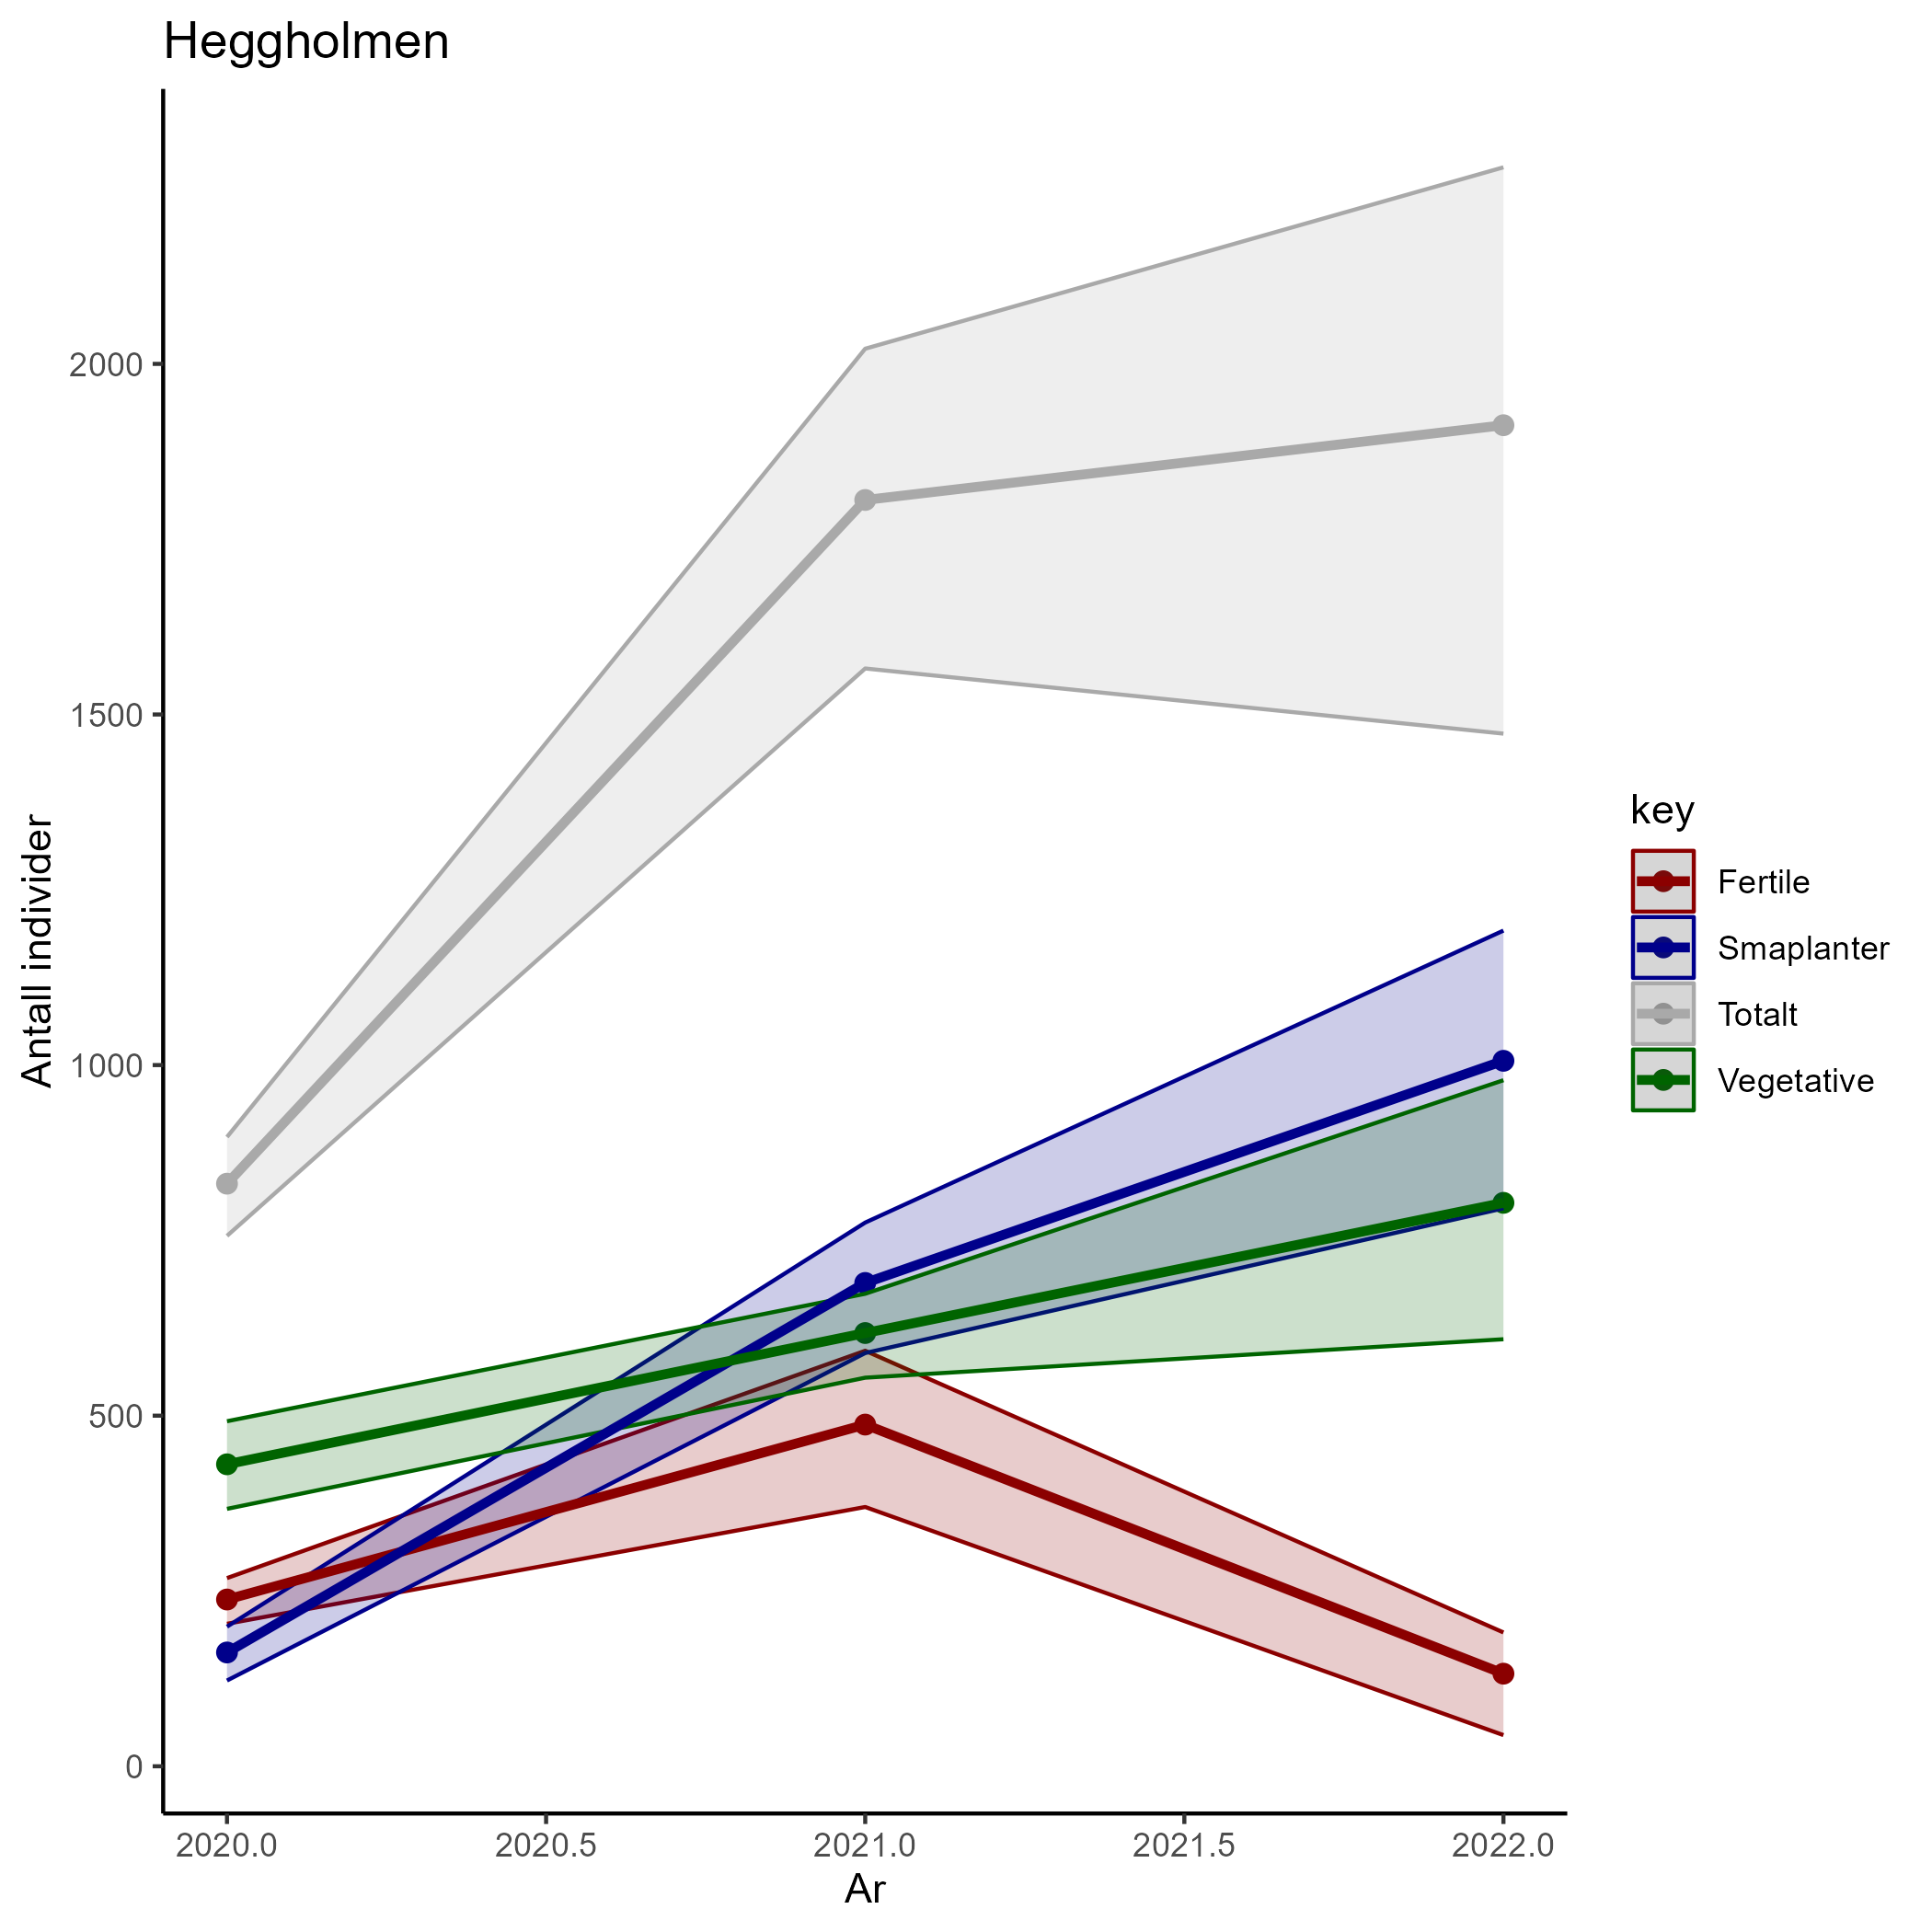 Heggholmen
Antall individer
2000
1500
1000
500
0
2020.0
2020.5
2021.0
2021.5
2022.0
Ar
key
Fertile
Smaplanter
Totalt
Vegetative